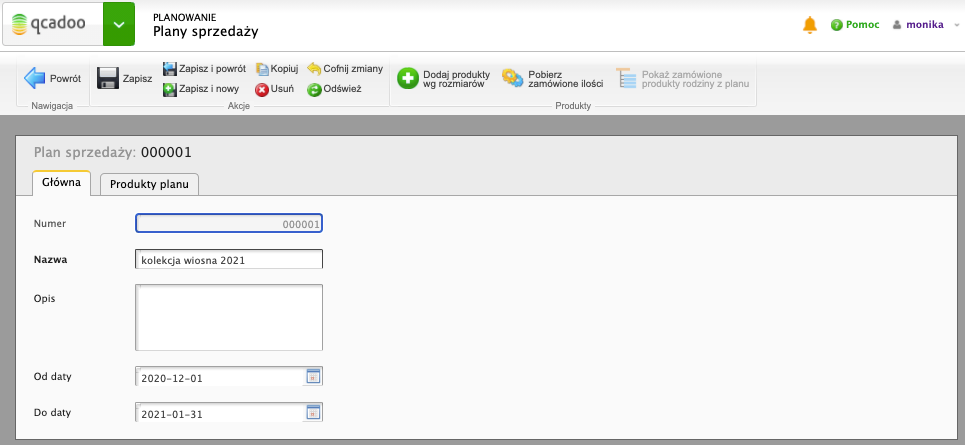 qcadoo
PLANOWANIE
Plany sprzedaży
Pomoc
monika
Powrót
Nawigacja
Zapisz
Zapisz i powrót
Kopiuj
Cofnij zmiany
Zapisz i nowy
Usuń
Odśwież
Akcje
Dodaj produkty
wg rozmiarów
Pobierz
zamówione ilości
Pokaż zamówione
produkty rodziny z planu
Produkty
Plan sprzedaży: 000001
Główna
Produkty planu
Numer
000001
Nazwa
kolekcja wiosna 2021
Opis
Od daty
2020-12-01
Do daty
2021-01-31